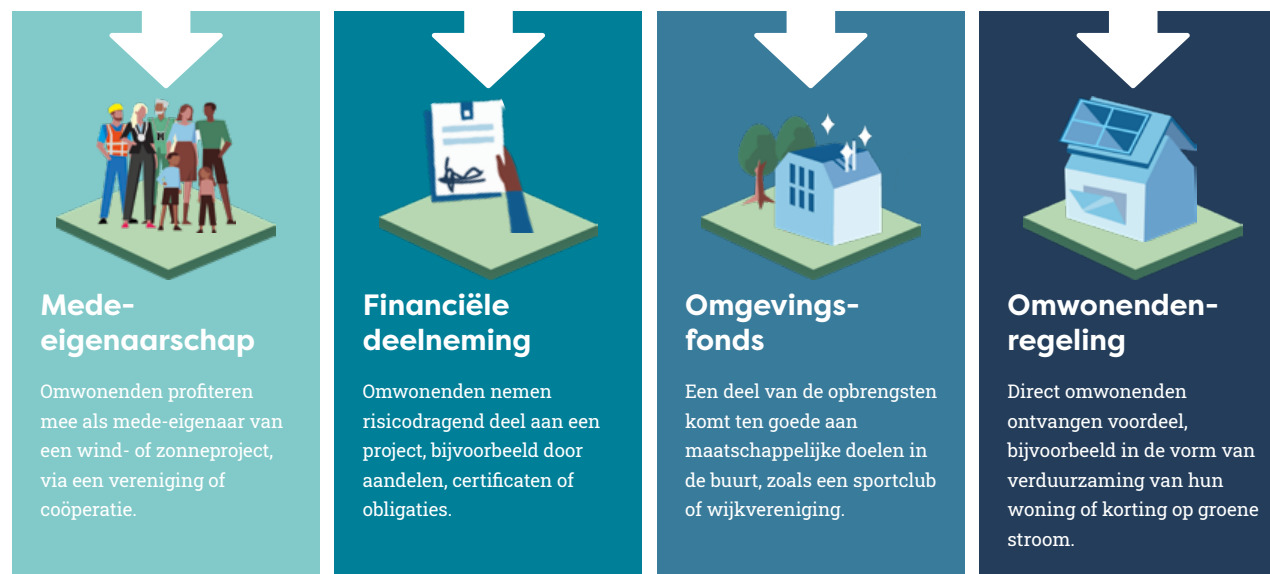 Mede-
eigenaarschap
Omwonenden profiteren
mee als mede-eigenaar van
een wind- of zonneproject,
via een vereniging of
coöperatie.
Financiële
deelneming
Omwonenden nemen
risicodragend deel aan een
project, bijvoorbeeld door
aandelen, certificaten of
obligaties.
Omgevings-
fonds
Een deel van de opbrengsten
komt ten goede aan
maatschappelijke doelen in
de buurt, zoals een sportclub
of wijkvereniging.
Omwonenden-
regeling
Direct omwonenden
ontvangen voordeel,
bijvoorbeeld in de vorm van
verduurzaming van hun
woning of korting op groene
stroom.